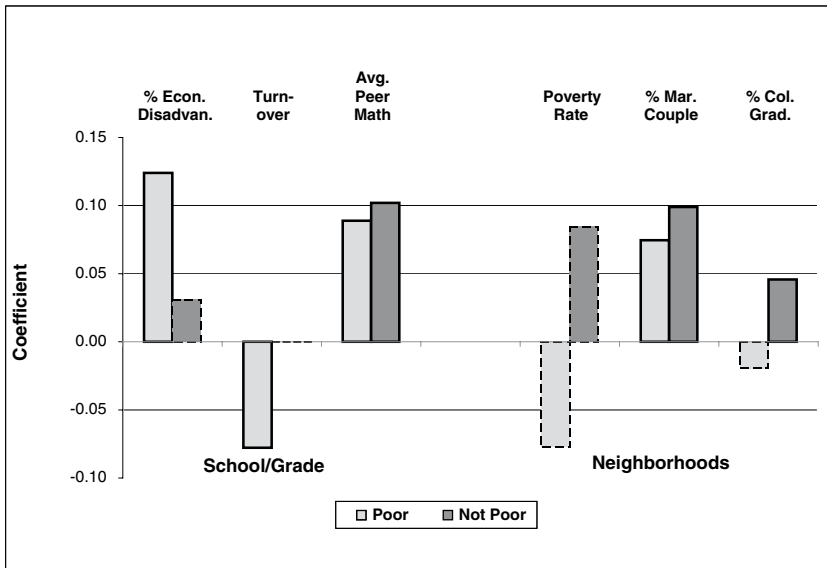 % Econ.
Disadvan.
Turn-
over
Avg.
Peer
Math
Poverty
Rate
% Mar.
Couple
% Col.
Grad.
0.15
0.10
0.05
0.00
-0.05
-0.10
Coefficient
School/Grade
Neighborhoods
Poor
Not Poor